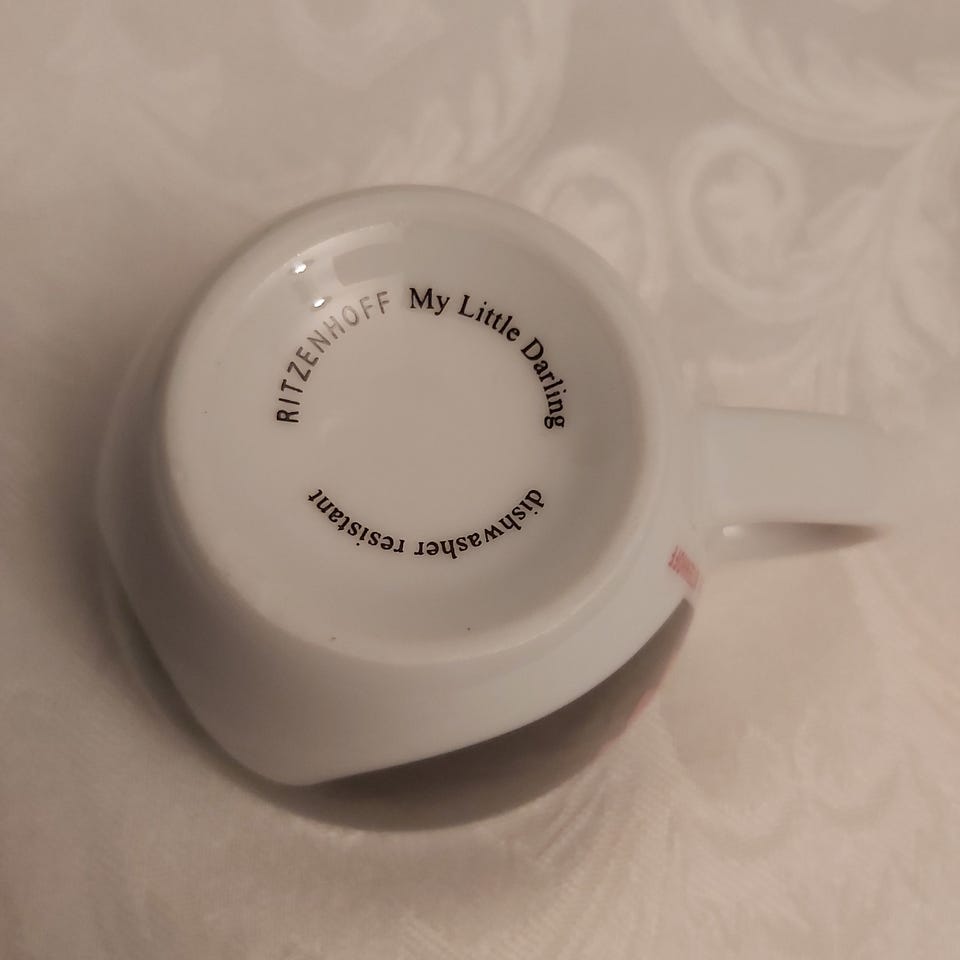 RITZENHOFF My Little Darling
dishwasher resistant